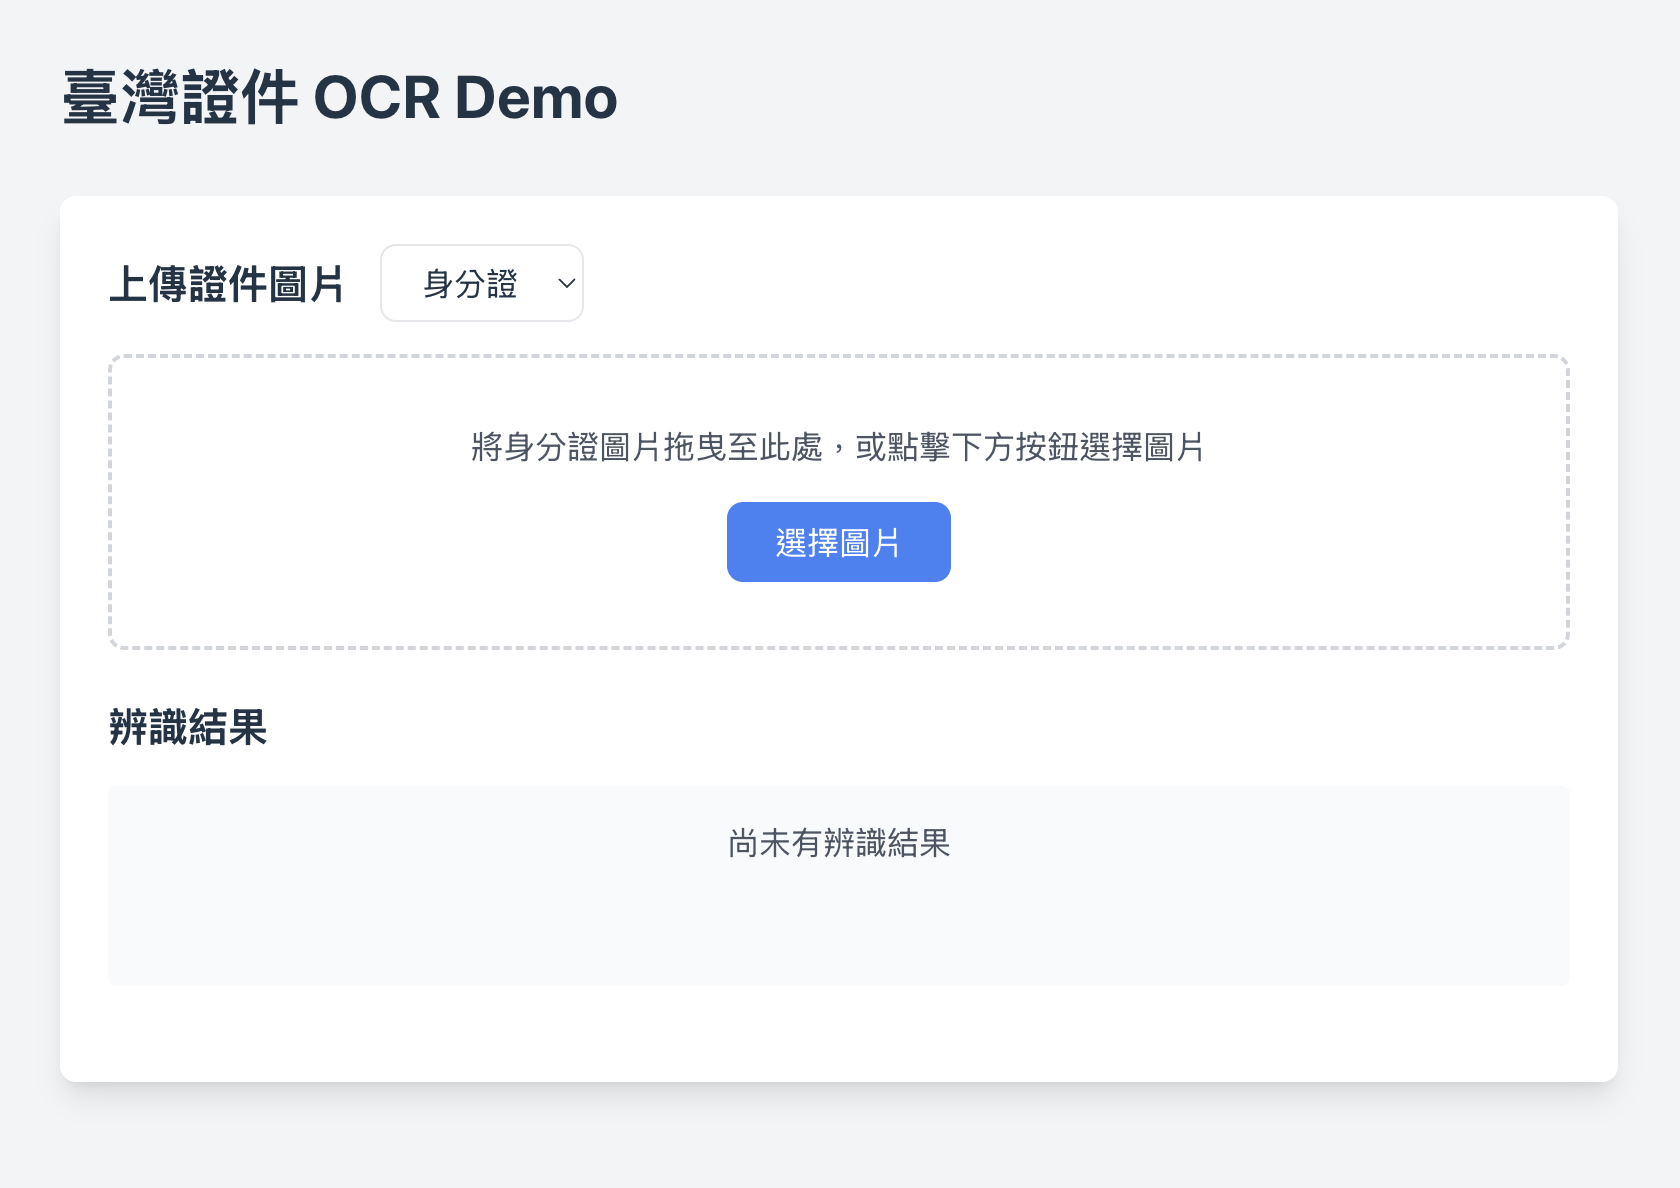 臺灣證件 OCR Demo
上傳證件圖片
身分證
將身分證圖片拖曳至此處，或點擊下方按鈕選擇圖片
選擇圖片
辨識結果
尚未有辨識結果